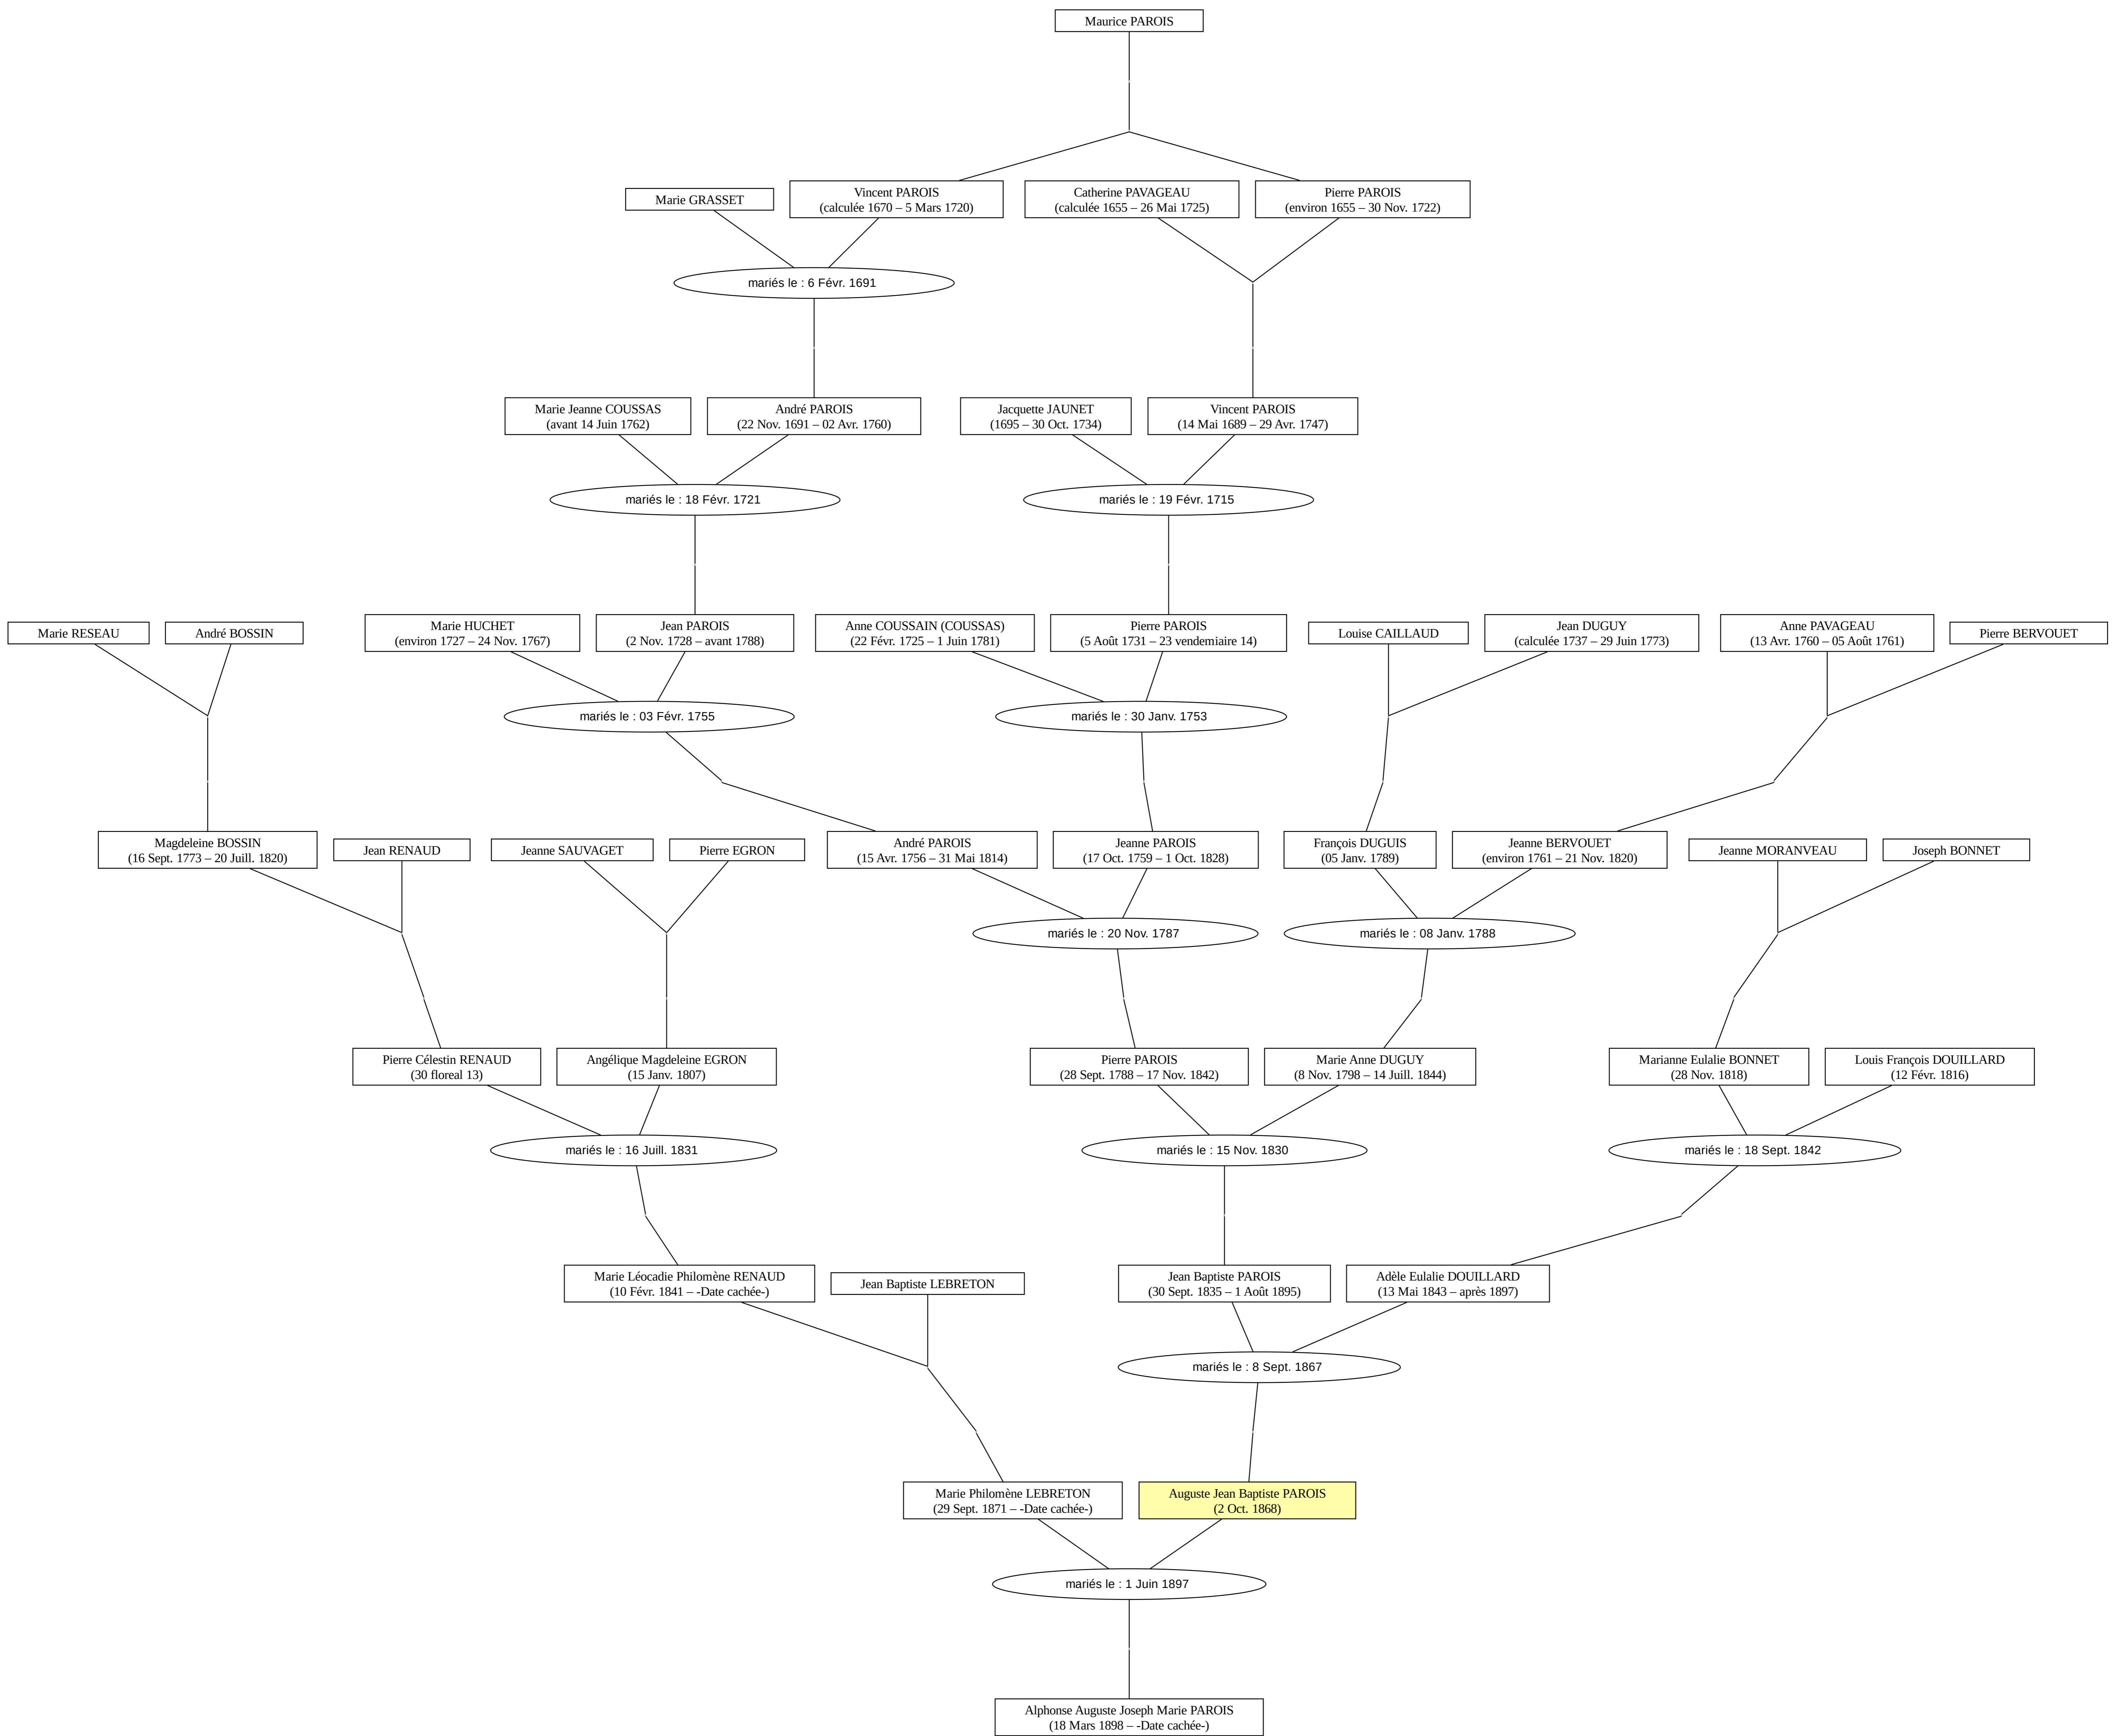 Maurice PAROIS
Marie GRASSET
Vincent PAROIS
(calculée 1670 – 5 Mars 1720)
Catherine PAVAGEAU
(calculée 1655 – 26 Mai 1725)
Pierre PAROIS
(environ 1655 – 30 Nov. 1722)
mariés le : 6 Févr. 1691
Marie Jeanne COUSSAS
(avant 14 Juin 1762)
André PAROIS
(22 Nov. 1691 – 02 Avr. 1760)
Jacquette JAUNET
(1695 – 30 Oct. 1734)
Vincent PAROIS
(14 Mai 1689 – 29 Avr. 1747)
mariés le : 18 Févr. 1721
mariés le : 19 Févr. 1715
Marie RESEAU
André BOSSIN
Marie HUCHET
(environ 1727 – 24 Nov. 1767)
Jean PAROIS
(2 Nov. 1728 – avant 1788)
Anne COUSSAIN (COUSSAS)
(22 Févr. 1725 – 1 Juin 1781)
Pierre PAROIS
(5 Août 1731 – 23 vendemiaire 14)
Louise CAILLAUD
Jean DUGUY
(calculée 1737 – 29 Juin 1773)
Anne PAVAGEAU
(13 Avr. 1760 – 05 Août 1761)
Pierre BERVOUET
mariés le : 03 Févr. 1755
mariés le : 30 Janv. 1753
Magdeleine BOSSIN
(16 Sept. 1773 – 20 Juill. 1820)
Jean RENAUD
Jeanne SAUVAGET
Pierre EGRON
André PAROIS
(15 Avr. 1756 – 31 Mai 1814)
Jeanne PAROIS
(17 Oct. 1759 – 1 Oct. 1828)
François DUGUIS
(05 Janv. 1789)
Jeanne BERVOUET
(environ 1761 – 21 Nov. 1820)
Jeanne MORANVEAU
Joseph BONNET
mariés le : 20 Nov. 1787
mariés le : 08 Janv. 1788
Pierre Célestin RENAUD
(30 floreal 13)
Angélique Magdeleine EGRON
(15 Janv. 1807)
Pierre PAROIS
(28 Sept. 1788 – 17 Nov. 1842)
Marie Anne DUGUY
(8 Nov. 1798 – 14 Juill. 1844)
Marianne Eulalie BONNET
(28 Nov. 1818)
Louis François DOUILLARD
(12 Févr. 1816)
mariés le : 16 Juill. 1831
mariés le : 15 Nov. 1830
mariés le : 18 Sept. 1842
Marie Léocadie Philomène RENAUD
(10 Févr. 1841 – -Date cachée-)
Jean Baptiste LEBRETON
Jean Baptiste PAROIS
(30 Sept. 1835 – 1 Août 1895)
Adèle Eulalie DOUILLARD
(13 Mai 1843 – après 1897)
mariés le : 8 Sept. 1867
Marie Philomène LEBRETON
(29 Sept. 1871 – -Date cachée-)
Auguste Jean Baptiste PAROIS
(2 Oct. 1868)
mariés le : 1 Juin 1897
Alphonse Auguste Joseph Marie PAROIS
(18 Mars 1898 – -Date cachée-)